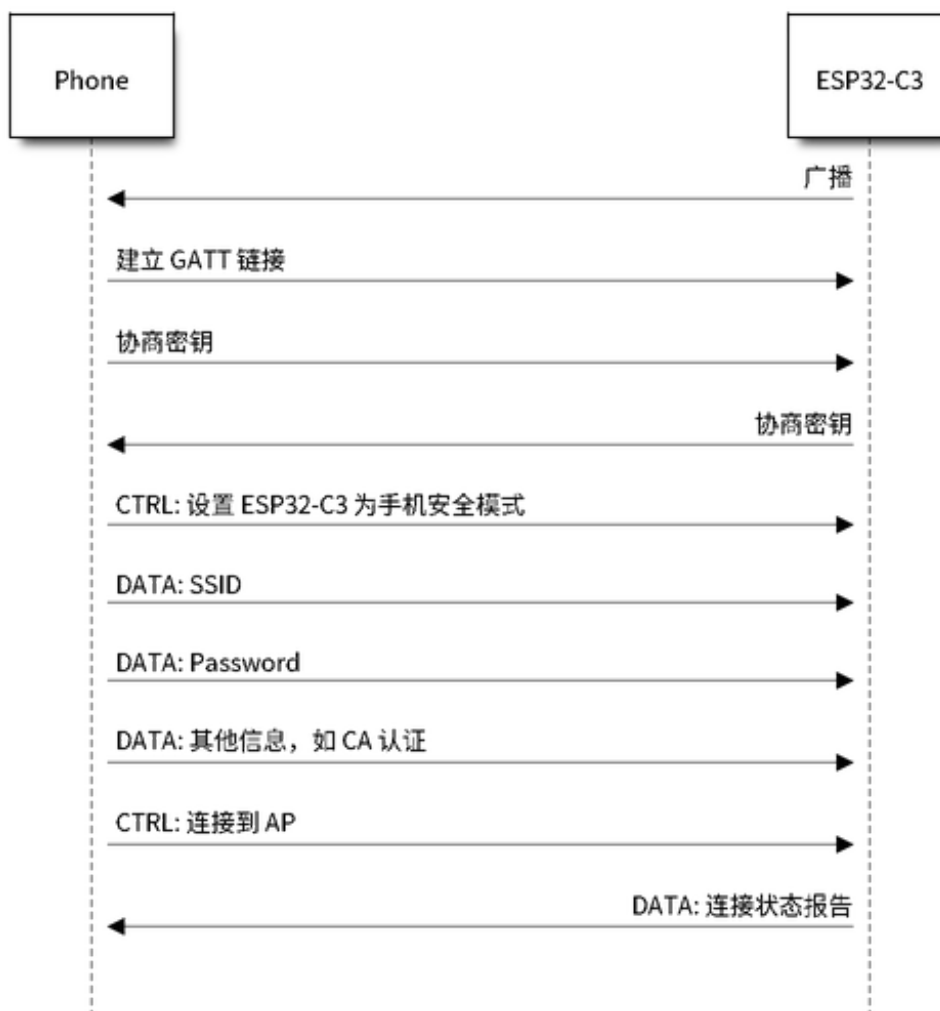 Phone
ESP32-C3
广播
建立 GATT 链接
协商密钥
协商密钥
CTRL: 设置 ESP32-C3 为手机安全模式
DATA: SSID
DATA: Password
DATA: 其他信息，如 CA 认证
CTRL: 连接到 AP
DATA: 连接状态报告